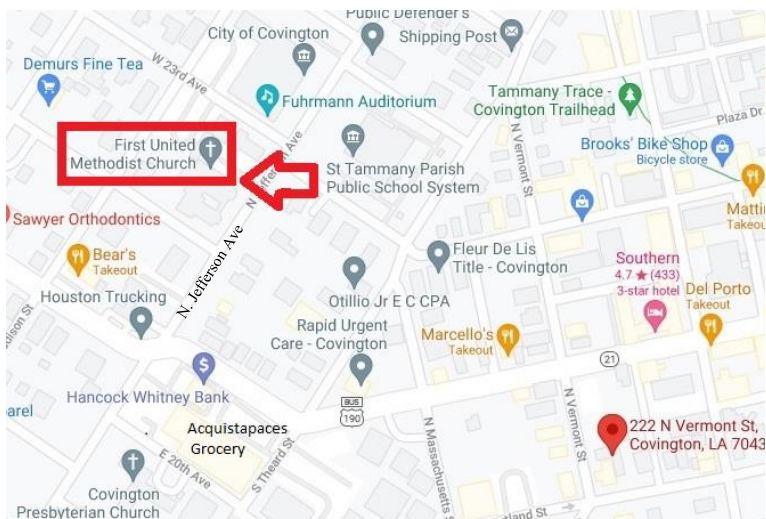 Public Defender's
City of Covington
Shipping Post
W 23rd Ave
Demurs Fine Tea
Fuhrmann Auditorium
Tammany Trace -
Covington Trailhead
Plaza Dr
N Vermont St
First United
Methodist Church
N Jefferson Ave
St Tammany Parish
Public School System
Brooks' Bike Shop
Bicycle store
Sawyer Orthodontics
Takeout
N. Jefferson Ave
Bear's
Takeout
Fleur De Lis
Title - Covington
Southern
4.7 ★ (433)
3-star hotel
Houston Trucking
Otillio Jr E C CPA
Del Porto
Takeout
Rapid Urgent
Care - Covington
Marcello's
Takeout
21
Hancock Whitney Bank
BUS
190
N Vermont St
N Massachusetts S
Acquistapaces
Grocery
222 N Vermont St,
Covington, LA 7043
E 20th Ave
S Theard St
Covington
Presbyterian Church